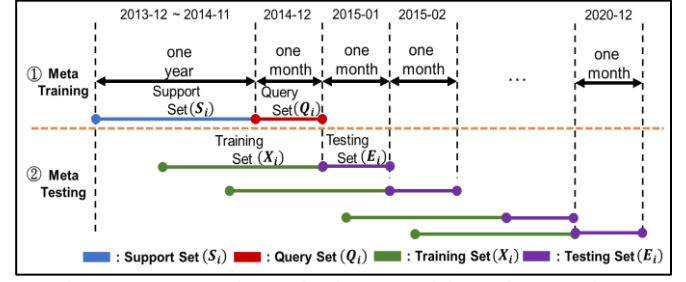 2013-12 ~ 2014-11 2014-12 2015-01 2015-02 2020-12
① Meta Training
one year
one month
one month
one month
...
one month
Support Set(S_i)
Query Set(Q_i)
② Meta Testing
Training Set (X_i)
Testing Set (E_i)
: Support Set(S_i) : Query Set(Q_i) : Training Set(X_i) : Testing Set(E_i)